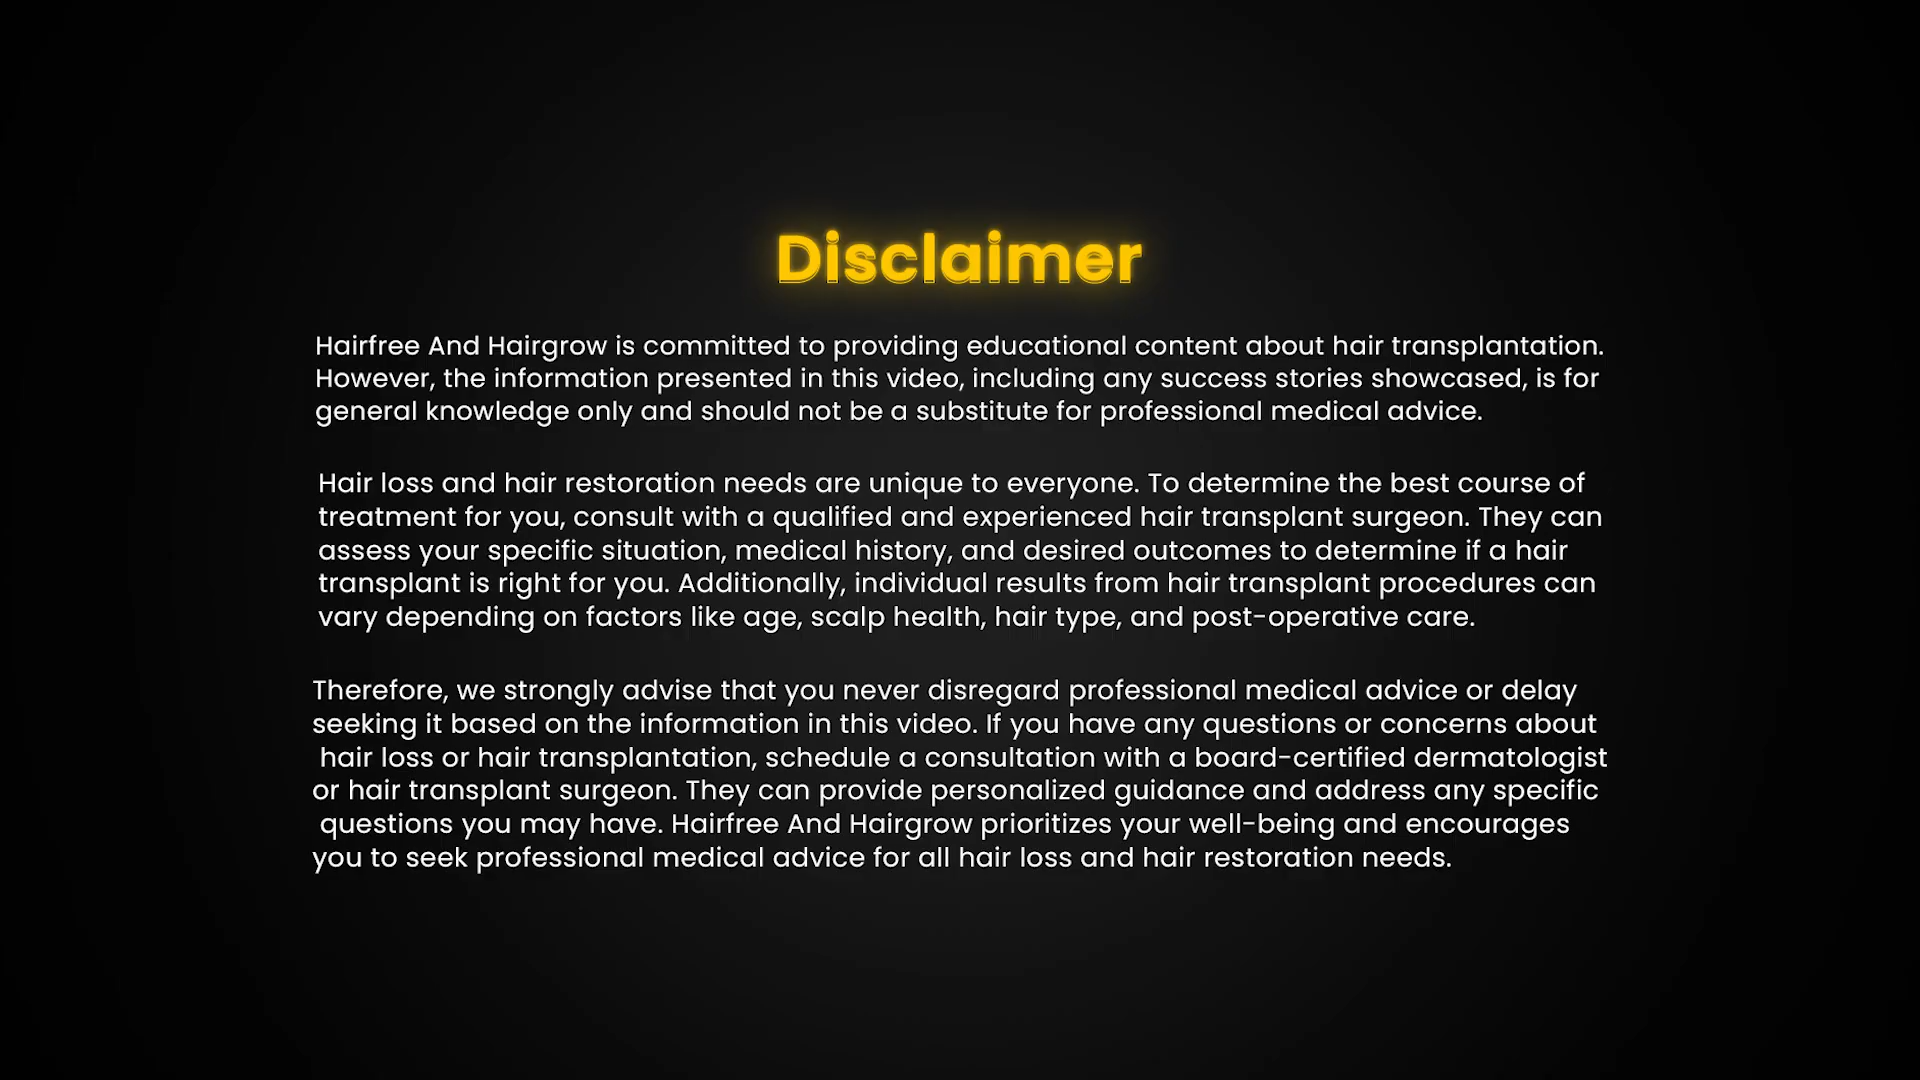 Disclaimer
Hairfree And Hairgrow is committed to providing educational content about hair transplantation.
However, the information presented in this video, including any success stories showcased, is for
general knowledge only and should not be a substitute for professional medical advice.
Hair loss and hair restoration needs are unique to everyone. To determine the best course of
treatment for you, consult with a qualified and experienced hair transplant surgeon. They can
assess your specific situation, medical history, and desired outcomes to determine if a hair
transplant is right for you. Additionally, individual results from hair transplant procedures can
vary depending on factors like age, scalp health, hair type, and post-operative care.
Therefore, we strongly advise that you never disregard professional medical advice or delay
seeking it based on the information in this video. If you have any questions or concerns about
hair loss or hair transplantation, schedule a consultation with a board-certified dermatologist
or hair transplant surgeon. They can provide personalized guidance and address any specific
questions you may have. Hairfree And Hairgrow prioritizes your well-being and encourages
you to seek professional medical advice for all hair loss and hair restoration needs.